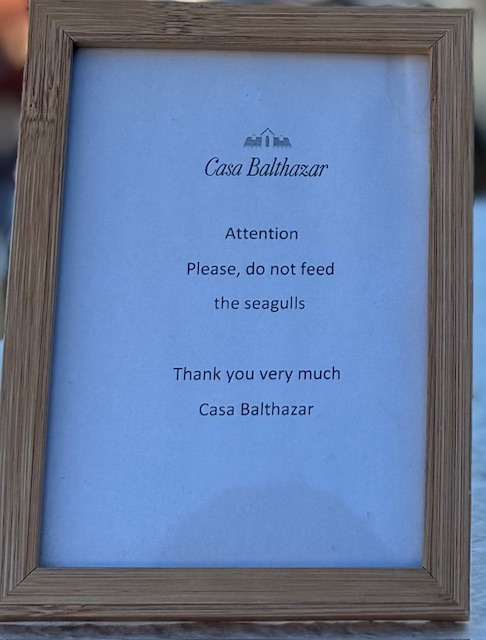 Casa Balthazar
Attention
Please, do not feed
the seagulls
Thank you very much
Casa Balthazar